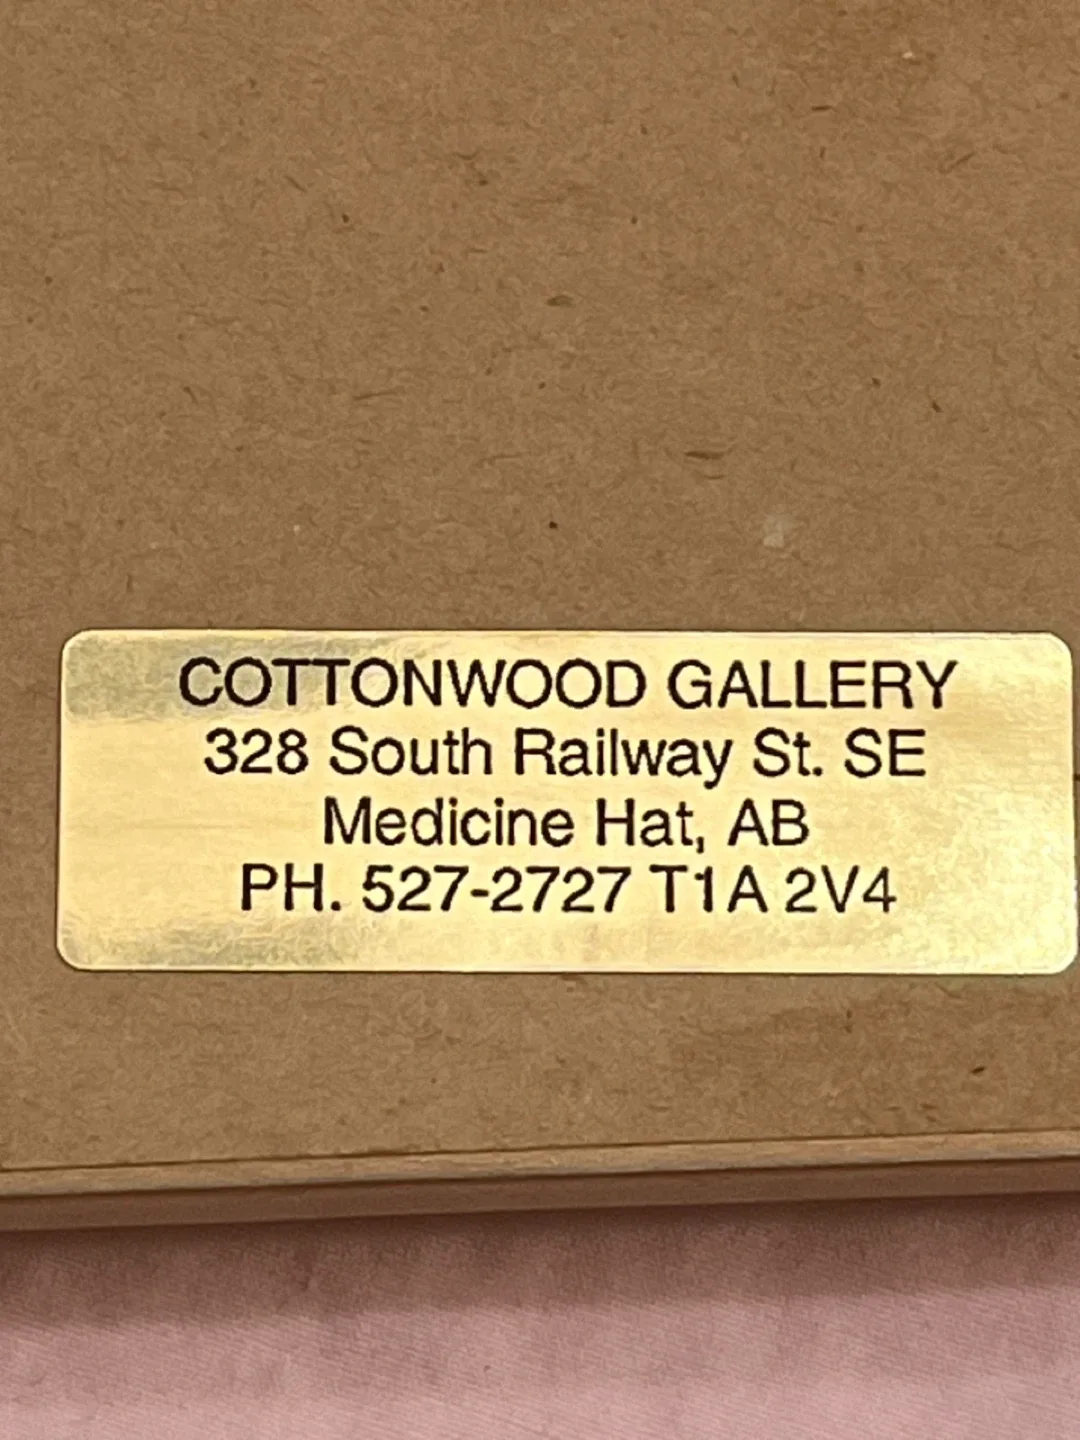 COTTONWOOD GALLERY
328 South Railway St. SE
Medicine Hat, AB
PH. 527-2727 T1A 2V4